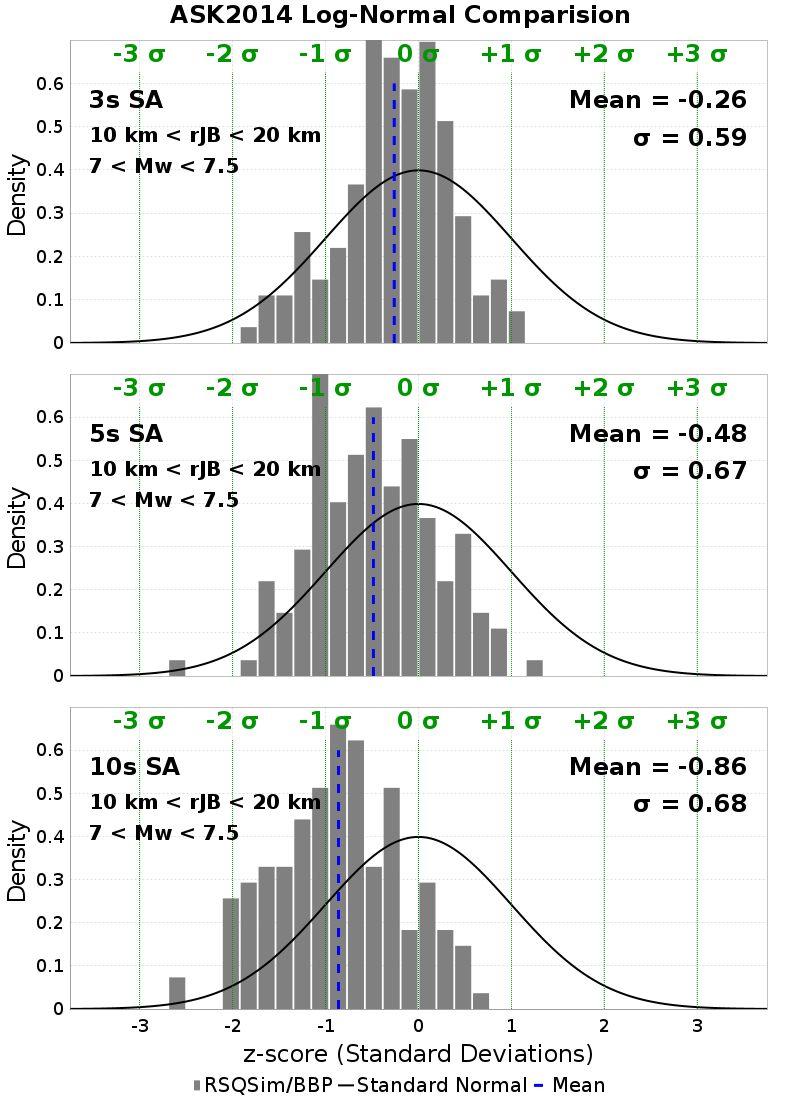 ASK2014 Log-Normal Comparision
-3 σ -2 σ -1 σ 0 σ +1 σ +2 σ +3 σ
3s SA
10 km < rJB < 20 km
7 < Mw < 7.5
Mean = -0.26
σ = 0.59
Density
0.6
0.5
0.4
0.3
0.2
0.1
0
-3 σ -2 σ -1 σ 0 σ +1 σ +2 σ +3 σ
5s SA
10 km < rJB < 20 km
7 < Mw < 7.5
Mean = -0.48
σ = 0.67
Density
0.6
0.5
0.4
0.3
0.2
0.1
0
-3 σ -2 σ -1 σ 0 σ +1 σ +2 σ +3 σ
10s SA
10 km < rJB < 20 km
7 < Mw < 7.5
Mean = -0.86
σ = 0.68
Density
0.6
0.5
0.4
0.3
0.2
0.1
0
-3 -2 -1 0 1 2 3
z-score (Standard Deviations)
RSQSim/BBP Standard Normal Mean